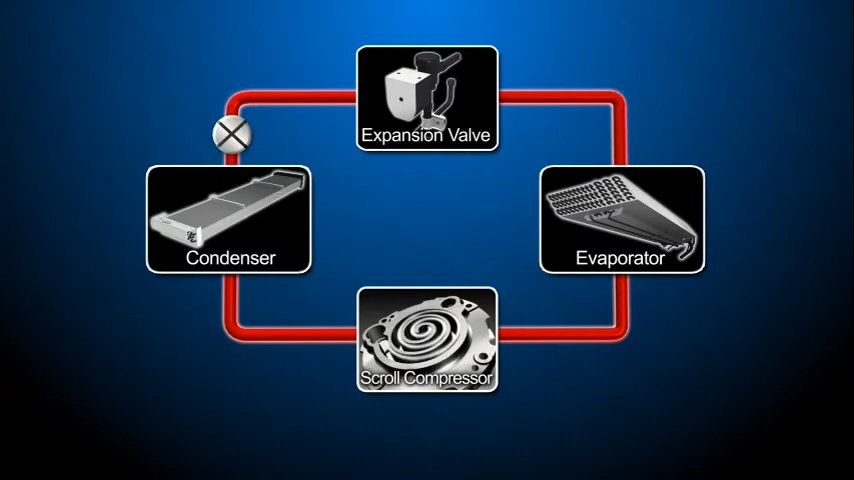 Expansion Valve
Condenser
Evaporator
Scroll Compressor